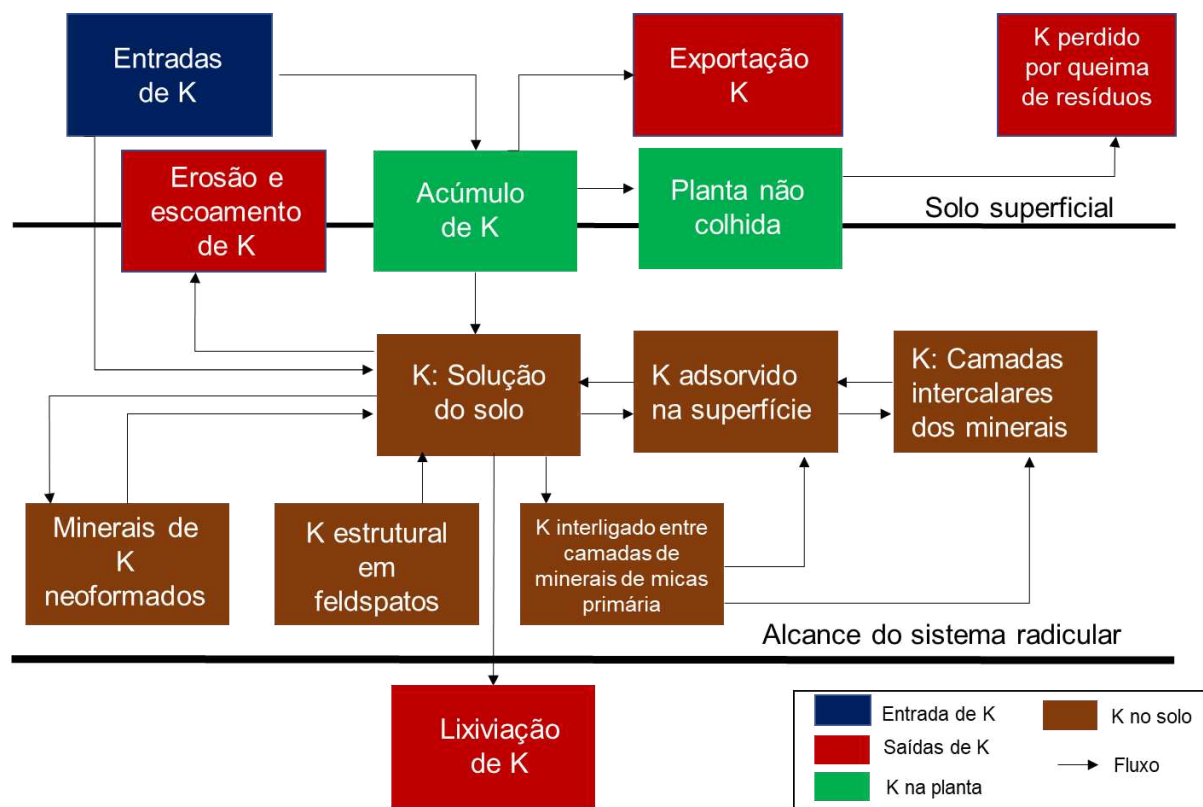 Entradas
de K
Exportação
K
K perdido
por queima
de resíduos
Erosão e
escoamento
de K
Acúmulo
de K
Planta não
colhida
Solo superficial
K: Solução
do solo
K adsorvido
na superfície
K: Camadas
intercalares
dos minerais
Minerais de
K
neoformados
K estrutural
em
feldspatos
K interligado entre
camadas de
minerais de micas
primária
Alcance do sistema radicular
Lixiviação
de K
Entrada de K
Saídas de K
K na planta
K no solo
Fluxo